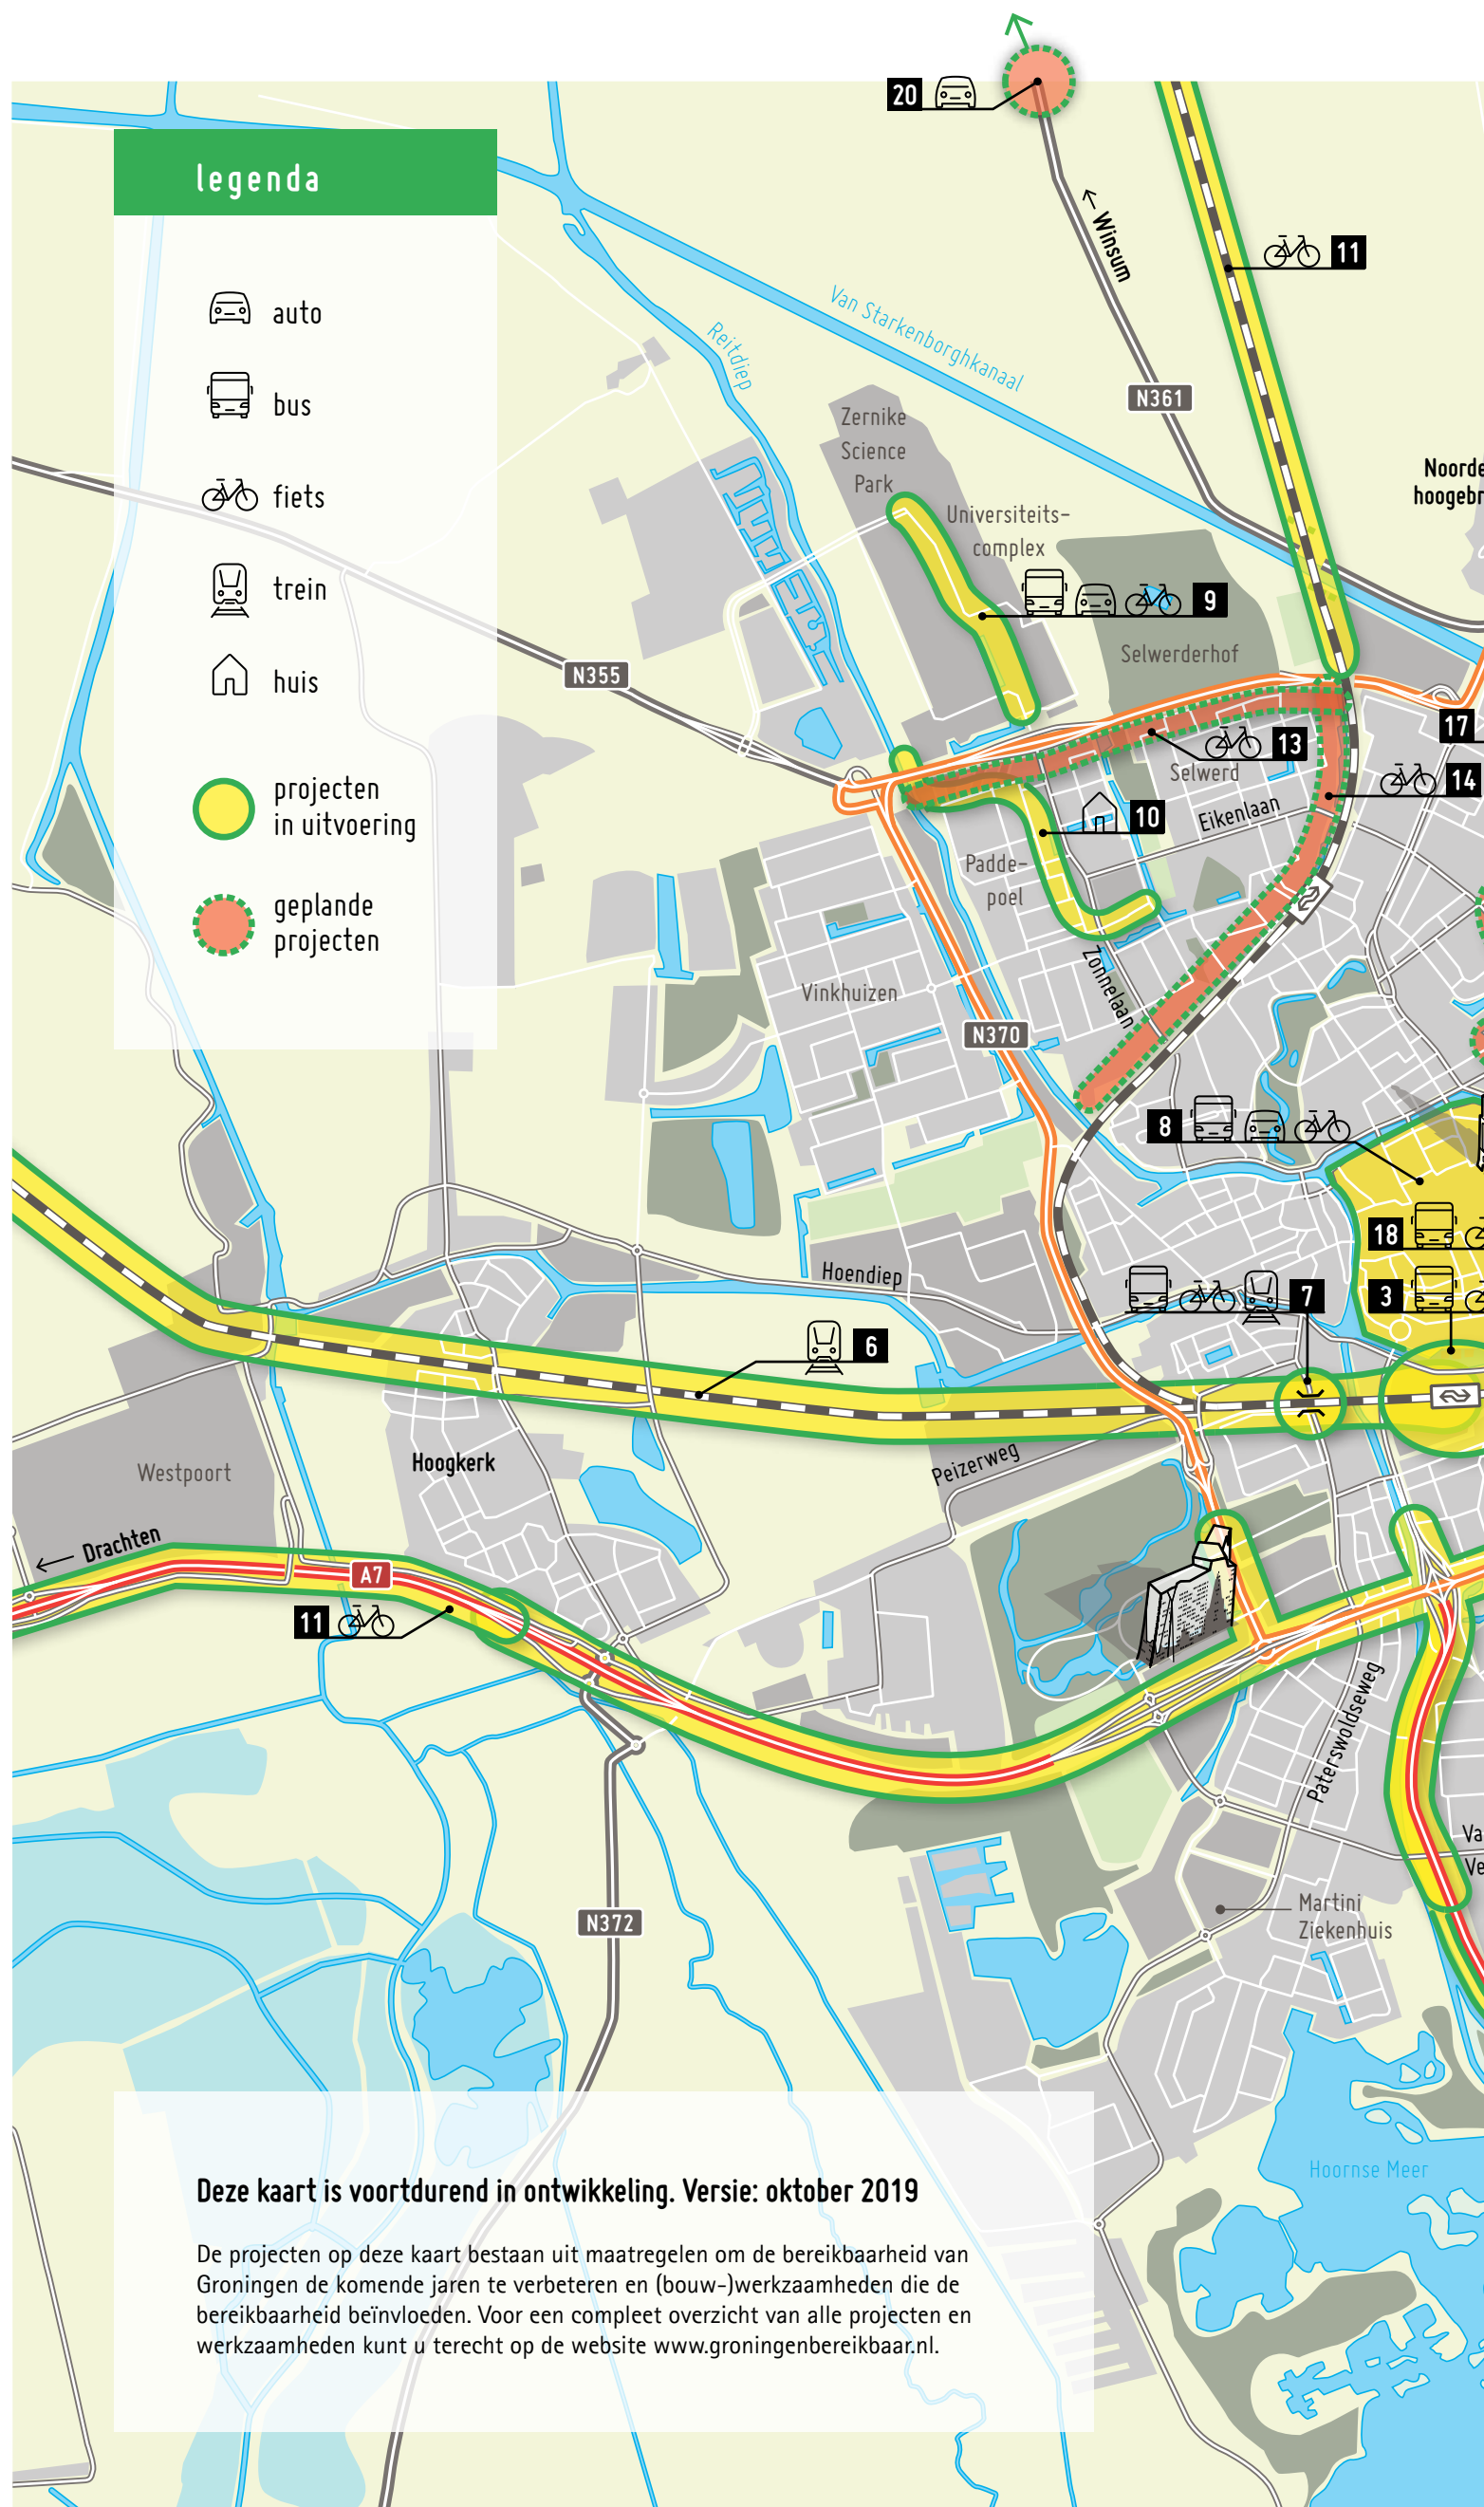 20
legenda
auto
bus
fiets
trein
huis
projecten
in uitvoering
geplande
projecten
← Winsum
11
Van Starkenborghkanaal
Reitdiep
N361
Zernike
Science
Park
Noorde
hoogebr
Universiteits-
complex
9
Selwerderhof
N355
17
13
Selwerd
14
Eikenlaan
10
Padde-
poel
Zonnelaan
Vinkhuizen
N370
8
18
Hoendiep
7
3
6
Peizerweg
Hoogkerk
Westpoort
← Drachten
A7
11
Paterswoldseweg
Va
Ve
Martini
Ziekenhuis
N372
Hoornse Meer
Deze kaart is voortdurend in ontwikkeling. Versie: oktober 2019
De projecten op deze kaart bestaan uit maatregelen om de bereikbaarheid van
Groningen de komende jaren te verbeteren en (bouw-)werkzaamheden die de
bereikbaarheid beïnvloeden. Voor een compleet overzicht van alle projecten en
werkzaamheden kunt u terecht op de website www.groningenbereikbaar.nl.